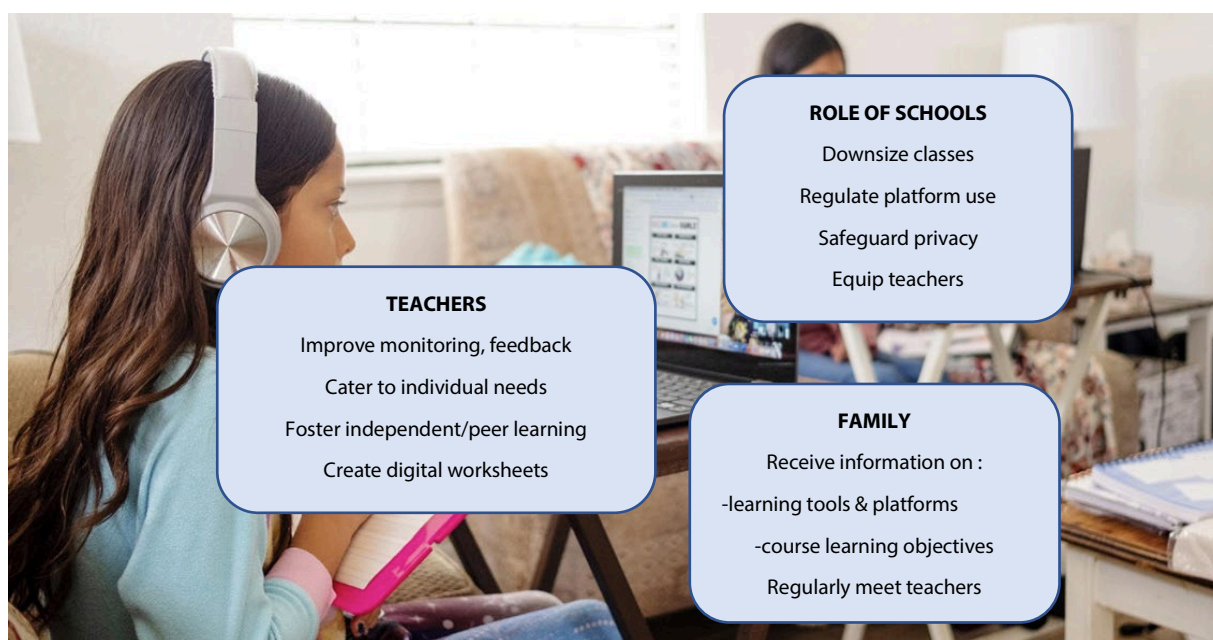 ROLE OF SCHOOLS
Downsize classes
Regulate platform use
Safeguard privacy
Equip teachers
TEACHERS
Improve monitoring, feedback
Cater to individual needs
Foster independent/peer learning
Create digital worksheets
FAMILY
Receive information on :
-learning tools & platforms
-course learning objectives
Regularly meet teachers